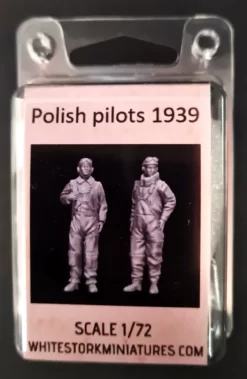 Polish pilots 1939
SCALE 1/72
WHITESTORKMINIATURES.COM